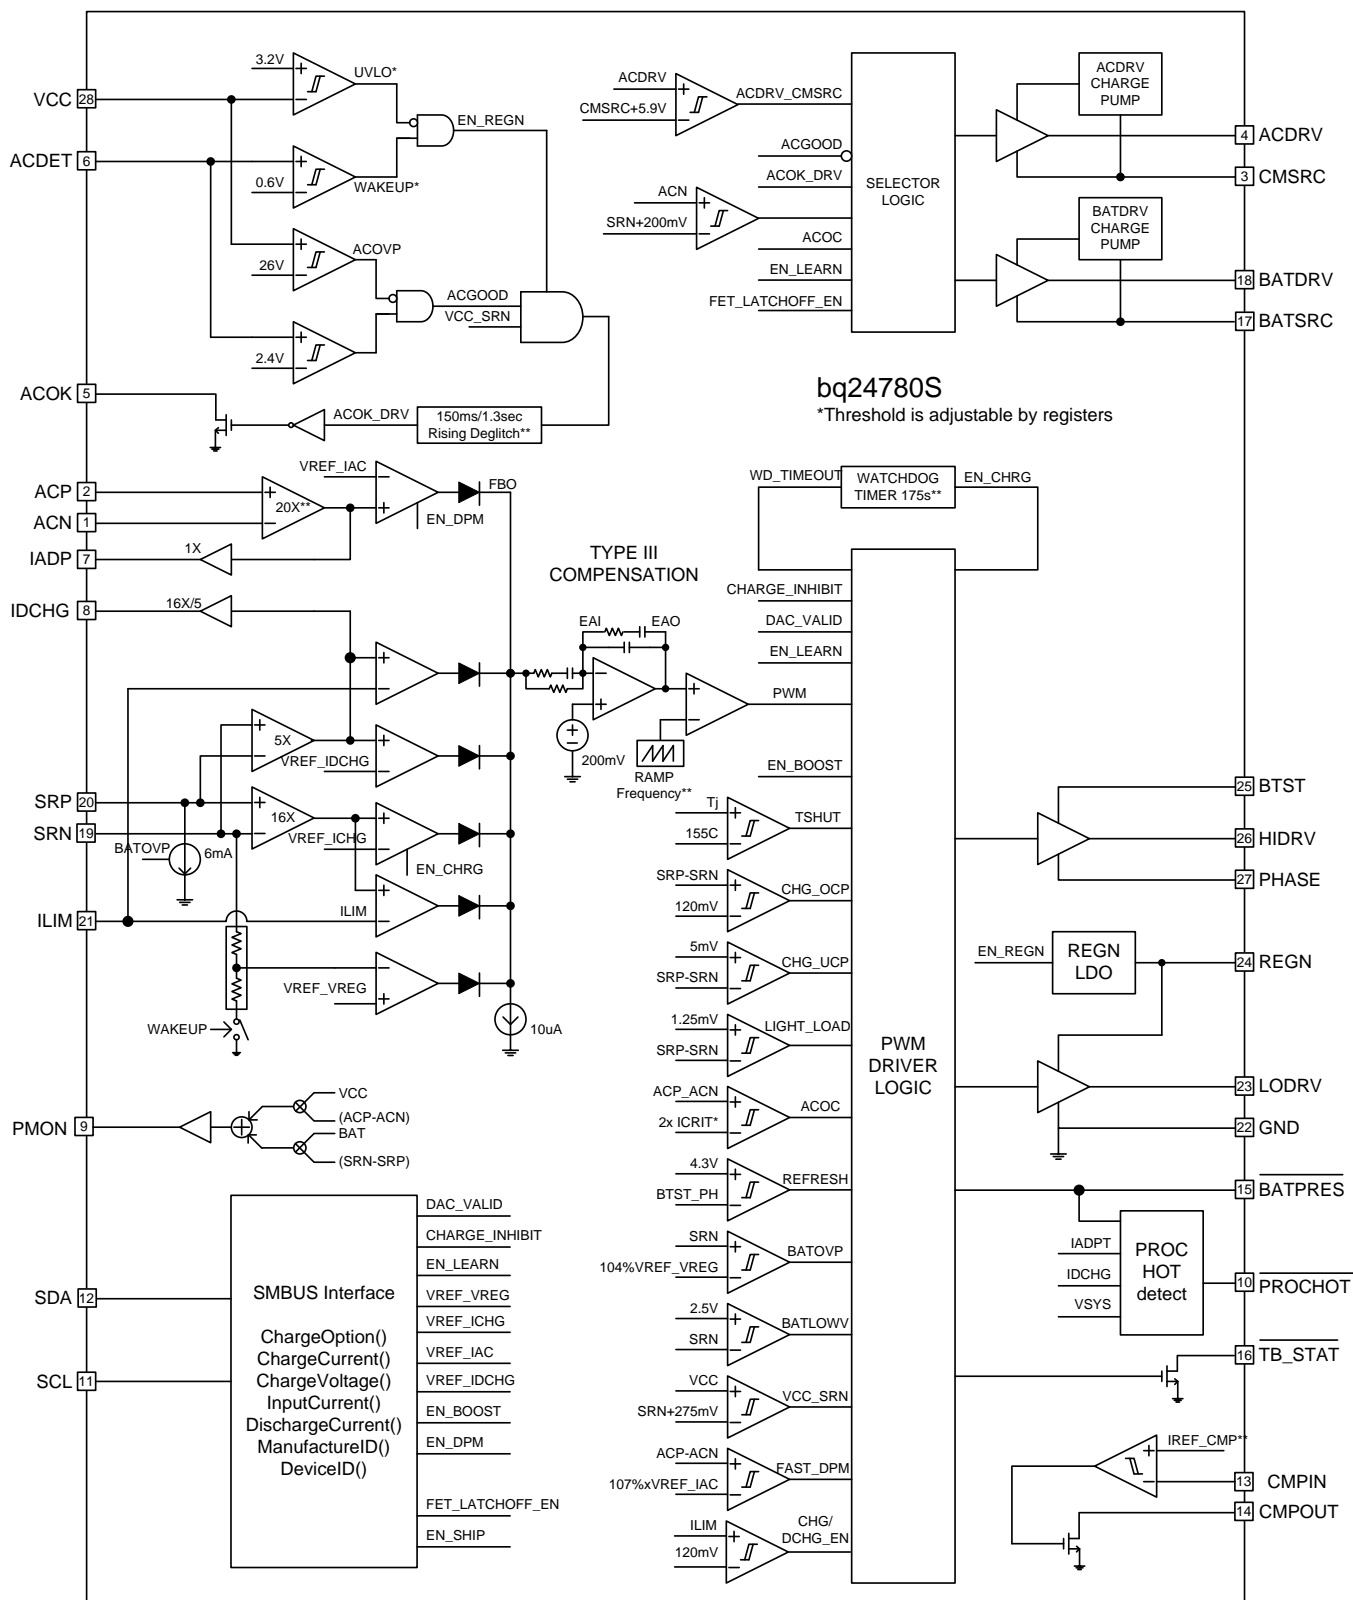 VCC
28
3.2V
+
−
UVLO*
EN_REGN
ACDET
6
+
−
0.6V
WAKEUP*
+
−
26V
ACOVP
ACGOOD
VCC_SRN
+
−
2.4V
ACOK
5
ACOK_DRV
150ms/1.3sec
Rising Deglitch**
ACDRV
CMSRC+5.9V
+
−
ACDRV_CMSRC
ACGOOD
ACOK_DRV
ACN
SRN+200mV
+
−
ACOC
EN_LEARN
FET_LATCHOFF_EN
SELECTOR
LOGIC
ACDRV
CHARGE
PUMP
4
ACDRV
3
CMSRC
BATDRV
CHARGE
PUMP
18
BATDRV
17
BATSRC
bq24780S
*Threshold is adjustable by registers
ACP
2
ACN
1
+
−
20X**
VREF_IAC
−
+
FBO
EN_DPM
IADP
7
1X
IDCHG
8
16X/5
+
−
+
−
5X
+
−
VREF_IDCHG
SRP
20
SRN
19
+
−
16X
+
−
VREF_ICHG
EN_CHRG
BATOVP
6mA
ILIM
21
+
−
ILIM
−
+
VREF_VREG
WAKEUP
10uA
TYPE III
COMPENSATION
EAI
EAO
−
+
+
−
200mV
+
−
RAMP
Frequency**
PWM
WD_TIMEOUT
WATCHDOG
TIMER 175s**
EN_CHRG
CHARGE_INHIBIT
DAC_VALID
EN_LEARN
EN_BOOST
Tj
155C
+
−
TSHUT
SRP-SRN
120mV
+
−
CHG_OCP
5mV
SRP-SRN
+
−
CHG_UCP
1.25mV
SRP-SRN
+
−
LIGHT_LOAD
ACP_ACN
2x ICRIT*
+
−
ACOC
4.3V
BTST_PH
+
−
REFRESH
SRN
104%VREF_VREG
+
−
BATOVP
2.5V
SRN
+
−
BATLOWV
VCC
SRN+275mV
+
−
VCC_SRN
ACP-ACN
107%xVREF_IAC
+
−
FAST_DPM
ILIM
120mV
+
−
CHG/
DCHG_EN
PWM
DRIVER
LOGIC
25
BTST
26
HIDRV
27
PHASE
EN_REGN
REGN
LDO
24
REGN
23
LODRV
22
GND
15
BATPRES
IADPT
IDCHG
VSYS
PROC
HOT
detect
10
PROCHOT
16
TB_STAT
IREF_CMP**
+
−
13
CMPIN
14
CMPOUT
PMON
9
+
VCC
(ACP-ACN)
BAT
(SRN-SRP)
SDA
12
SCL
11
SMBUS Interface
ChargeOption()
ChargeCurrent()
ChargeVoltage()
InputCurrent()
DischargeCurrent()
ManufactureID()
DeviceID()
DAC_VALID
CHARGE_INHIBIT
EN_LEARN
VREF_VREG
VREF_ICHG
VREF_IAC
VREF_IDCHG
EN_BOOST
EN_DPM
FET_LATCHOFF_EN
EN_SHIP